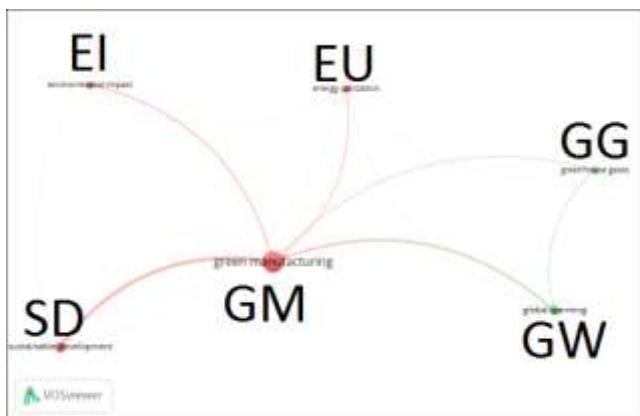 EI
environmental impact
EU
energy utilization
GG
greenhouse gases
green manufacturing
GM
SD
sustainable development
global warming
GW
VOSviewer